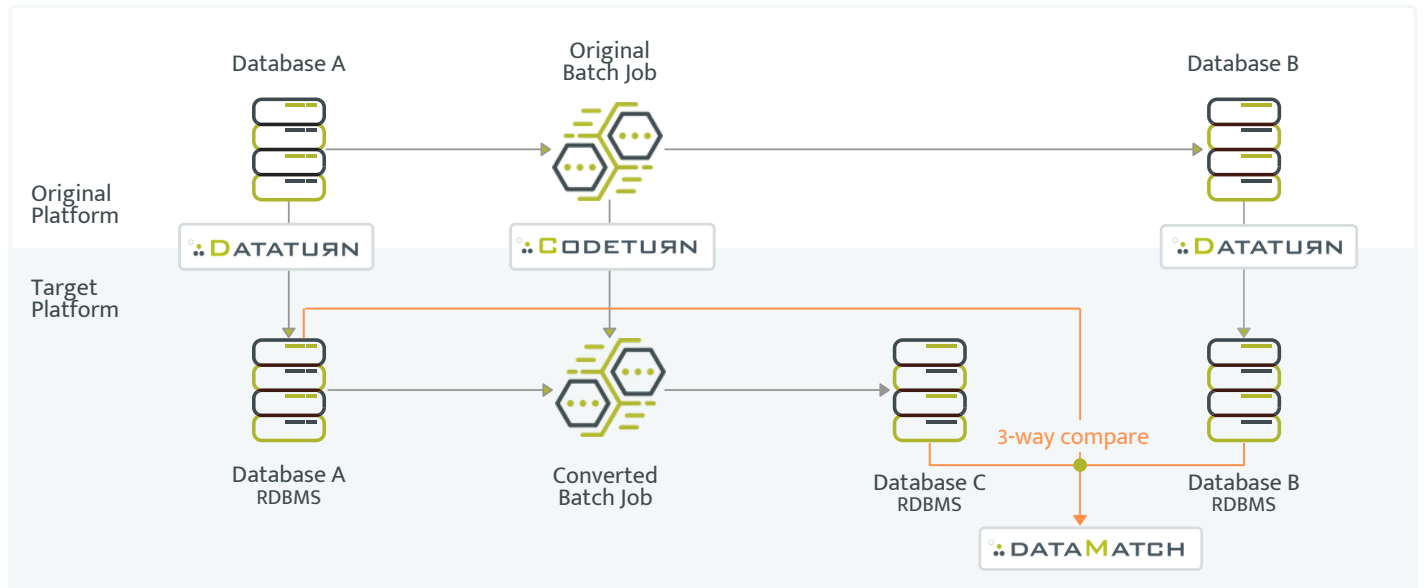 Database A
Original
Batch Job
Database B
Original
Platform
DATATURN
CODETURN
DATATURN
Target
Platform
3-way compare
Database A
RDBMS
Converted
Batch Job
Database C
RDBMS
Database B
RDBMS
DATAMATCH